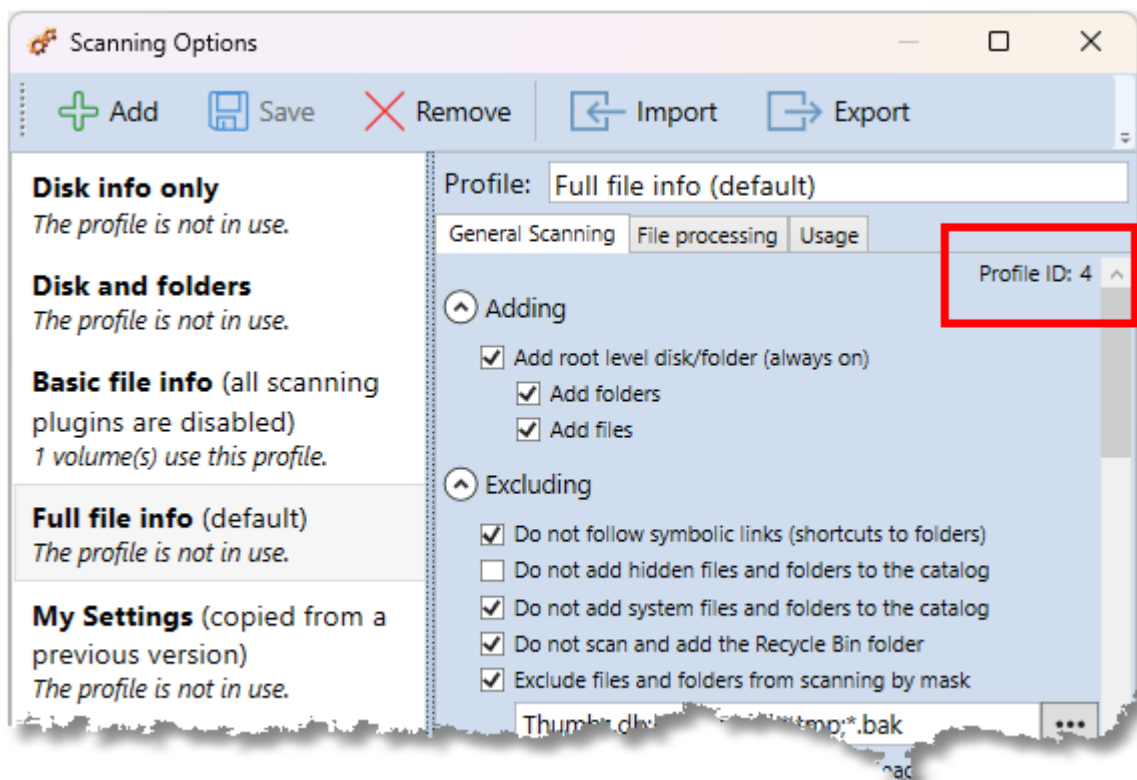 Scanning Options
Add Save Remove Import Export
Disk info only
The profile is not in use.
Disk and folders
The profile is not in use.
Basic file info (all scanning
plugins are disabled)
1 volume(s) use this profile.
Full file info (default)
The profile is not in use.
My Settings (copied from a
previous version)
The profile is not in use.
Profile: Full file info (default)
General Scanning File processing Usage
Profile ID: 4
Adding
Add root level disk/folder (always on)
Add folders
Add files
Excluding
Do not follow symbolic links (shortcuts to folders)
Do not add hidden files and folders to the catalog
Do not add system files and folders to the catalog
Do not scan and add the Recycle Bin folder
Exclude files and folders from scanning by mask
*.bak